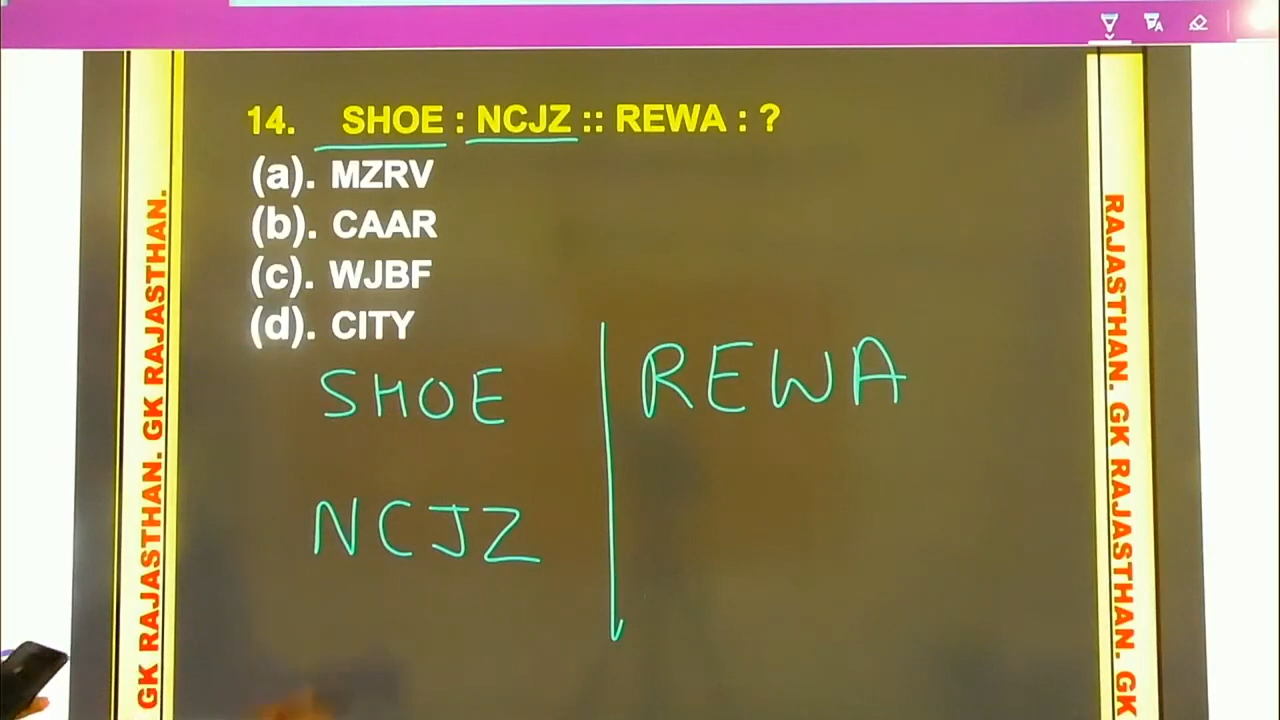 14. SHOE : NCJZ :: REWA : ?
(a). MZRV
(b). CAAR
(c). WJBF
(d). CITY
SHOE
NCJZ
REWA
GK RAJASTHAN. GK RAJASTHAN.
RAJASTHAN. GK RAJASTHAN. GK